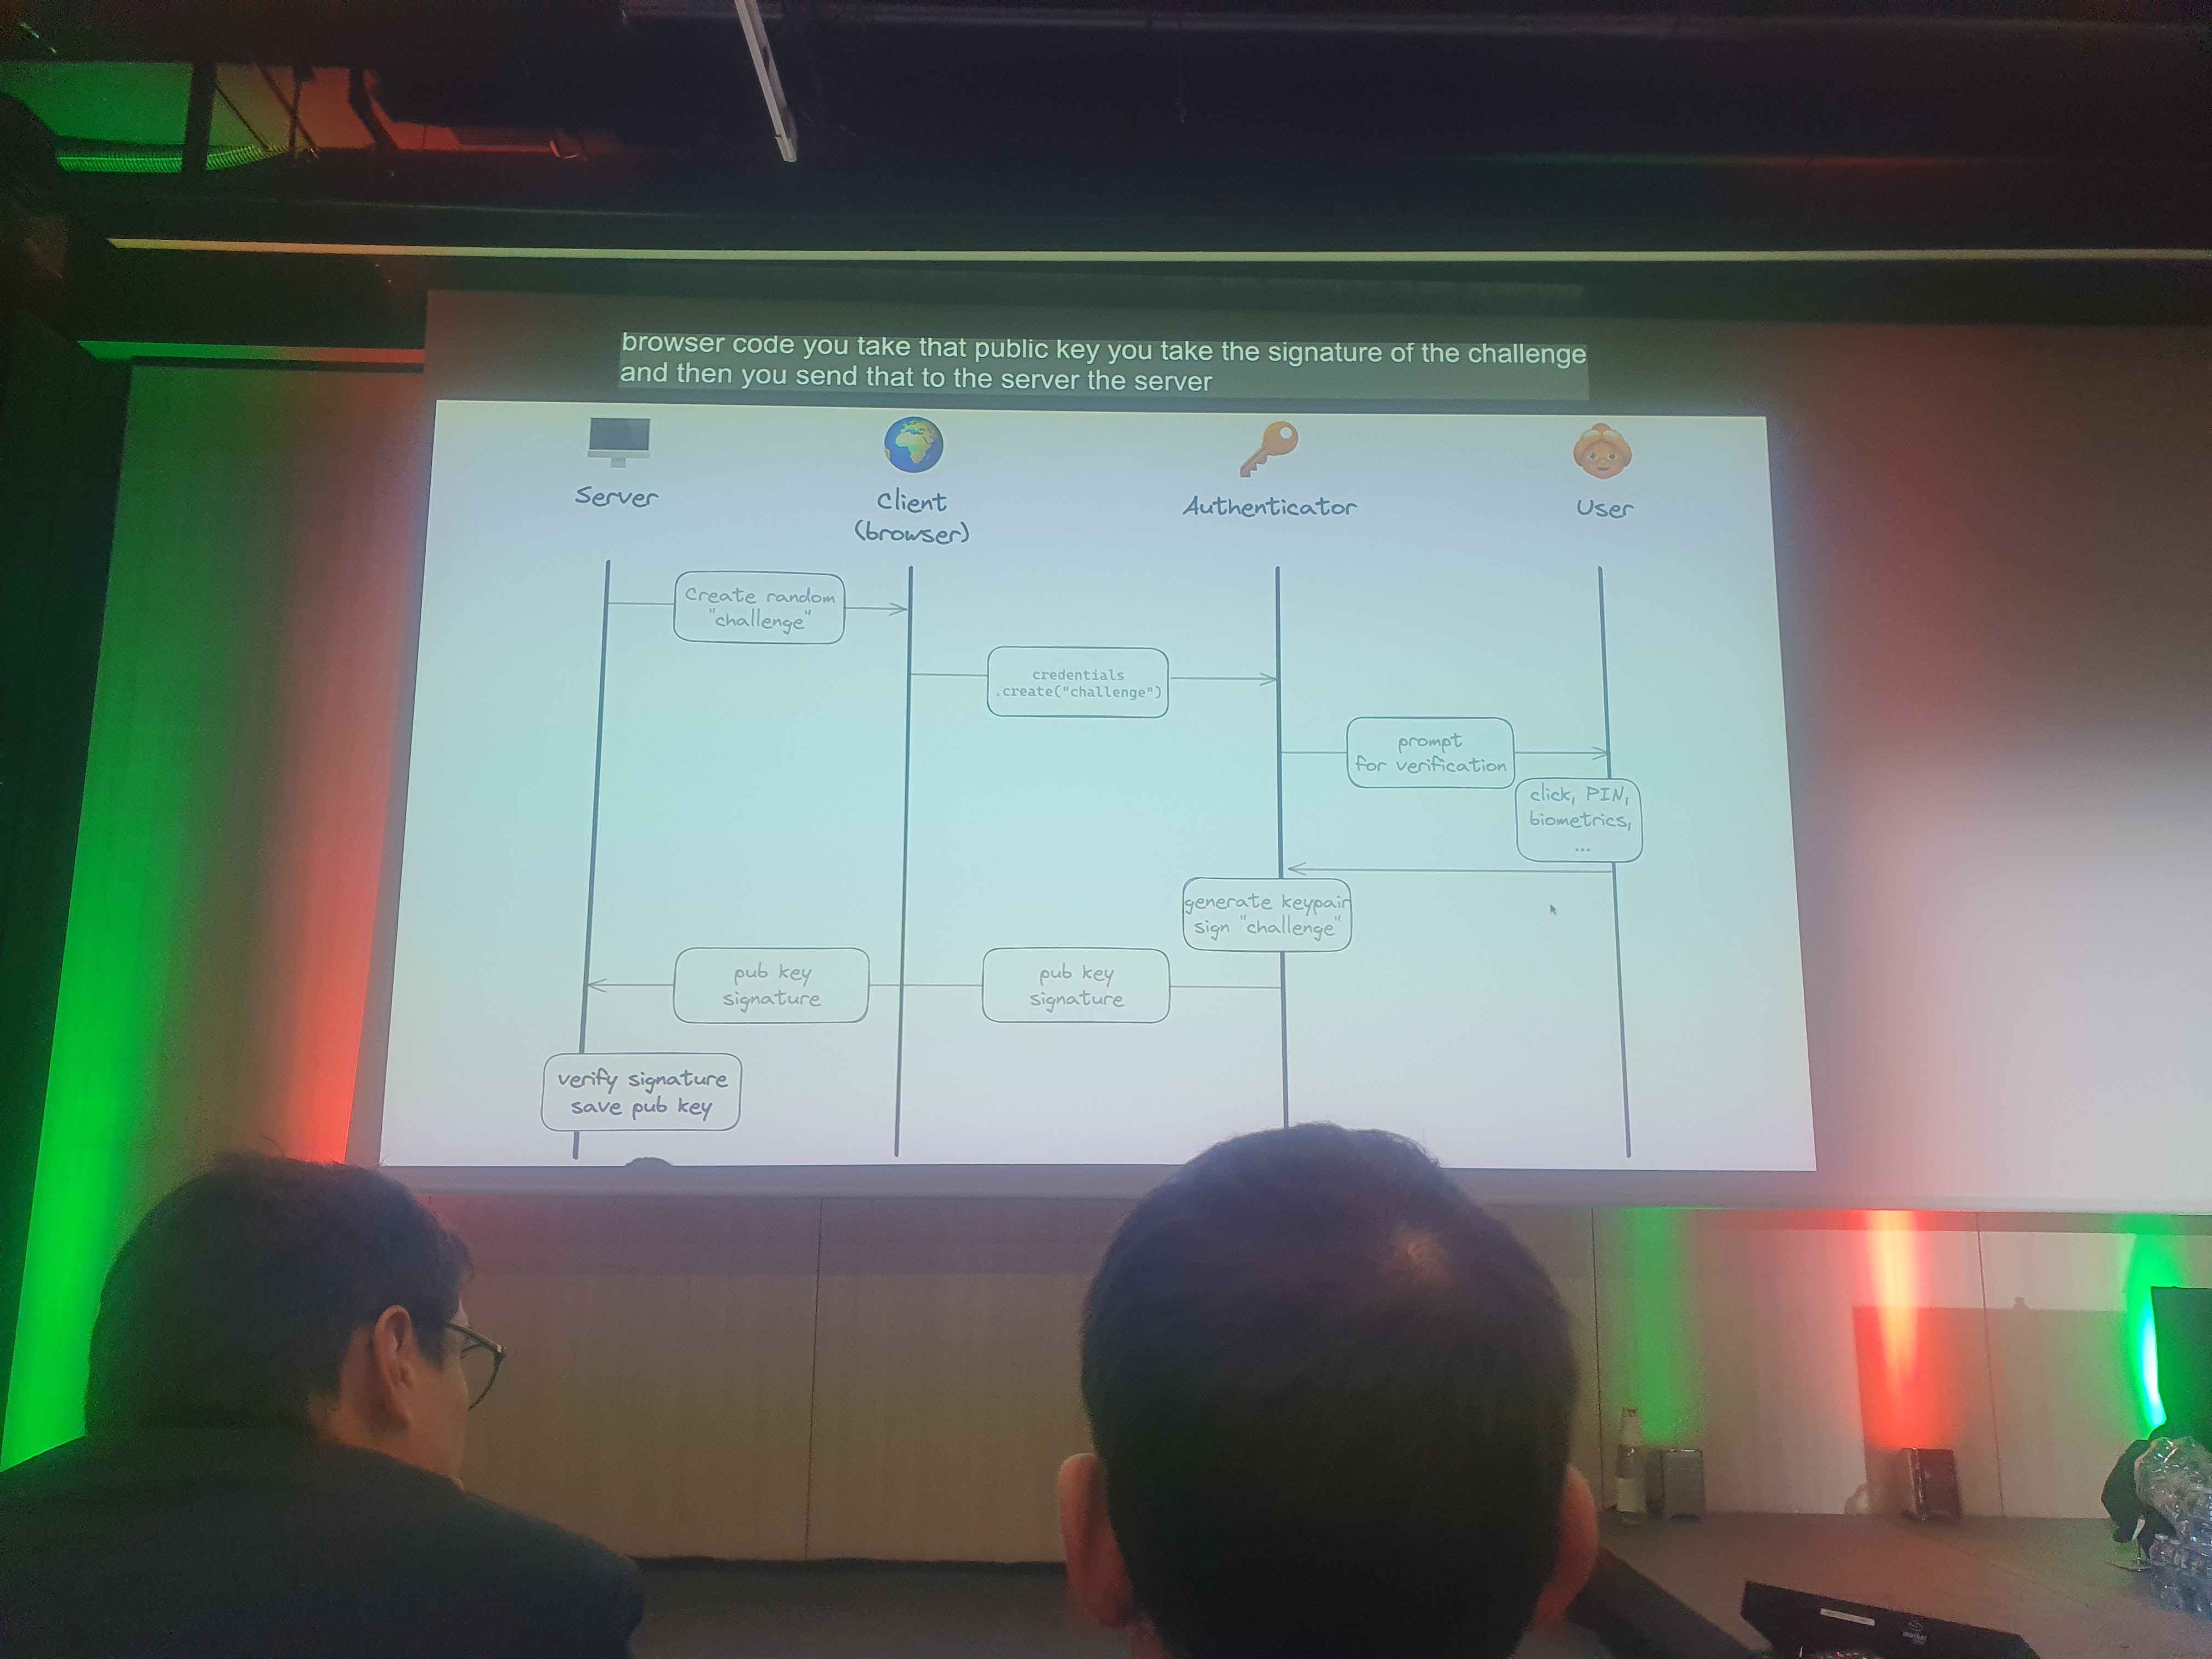 browser code you take that public key you take the signature of the challenge
and then you send that to the server the server
Server
Client
(browser)
Authenticator
User
Create random
"challenge"
credentials
.create("challenge")
prompt
for verification
click, PIN,
biometrics,
...
generate keypair
sign "challenge"
pub key
signature
pub key
signature
verify signature
save pub key